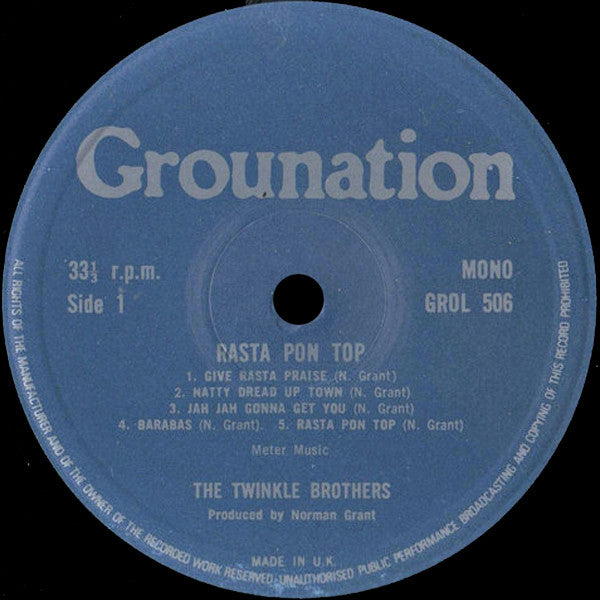 Grounation
33⅓ r.p.m.
MONO
Side 1
GROL 506
RASTA PON TOP
1. GIVE RASTA PRAISE (N. Grant)
2. NATTY DREAD UP TOWN (N. Grant)
3. JAH JAH GONNA GET YOU (N. Grant)
4. BARABAS (N. Grant). 5. RASTA PON TOP (N. Grant)
Meter Music
THE TWINKLE BROTHERS
Produced by Norman Grant
MADE IN U.K.
ALL RIGHTS OF THE MANUFACTURER AND OF THE OWNER OF THE RECORDED WORK RESERVED-UNAUTHORISED PUBLIC PERFORMANCE BROADCASTING AND COPYING OF THIS RECORD PROHIBITED